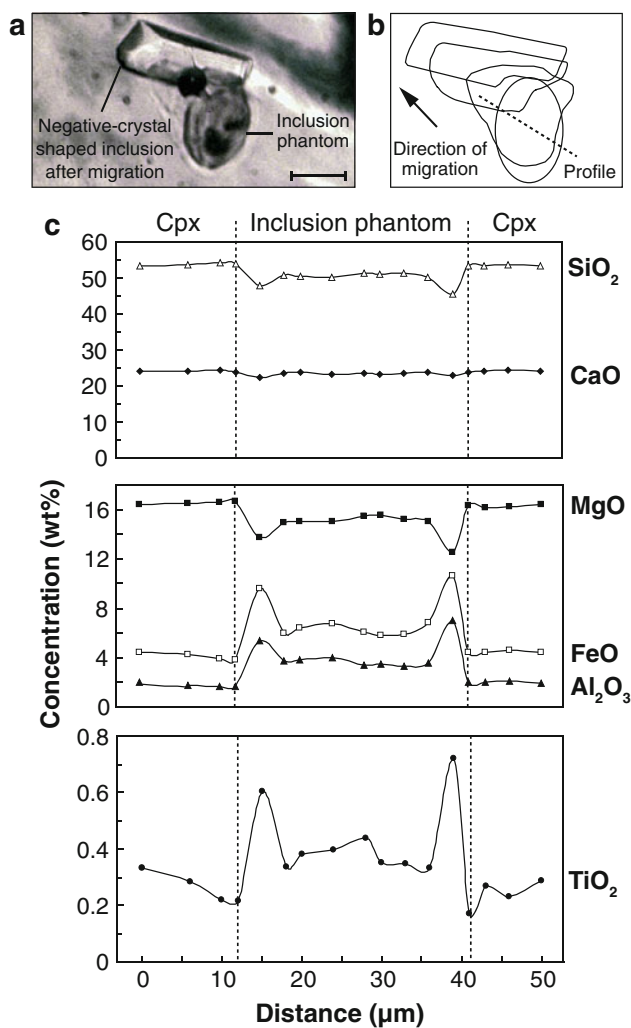 a
Negative-crystal
shaped inclusion
after migration
Inclusion
phantom
b
Direction of
migration
Profile
c
Cpx
Inclusion phantom
Cpx
60
50
40
30
20
10
0
SiO2
CaO
Concentration (wt%)
16
12
8
4
0
MgO
FeO
Al2O3
0.8
0.6
0.4
0.2
0
TiO2
0 10 20 30 40 50
Distance (µm)